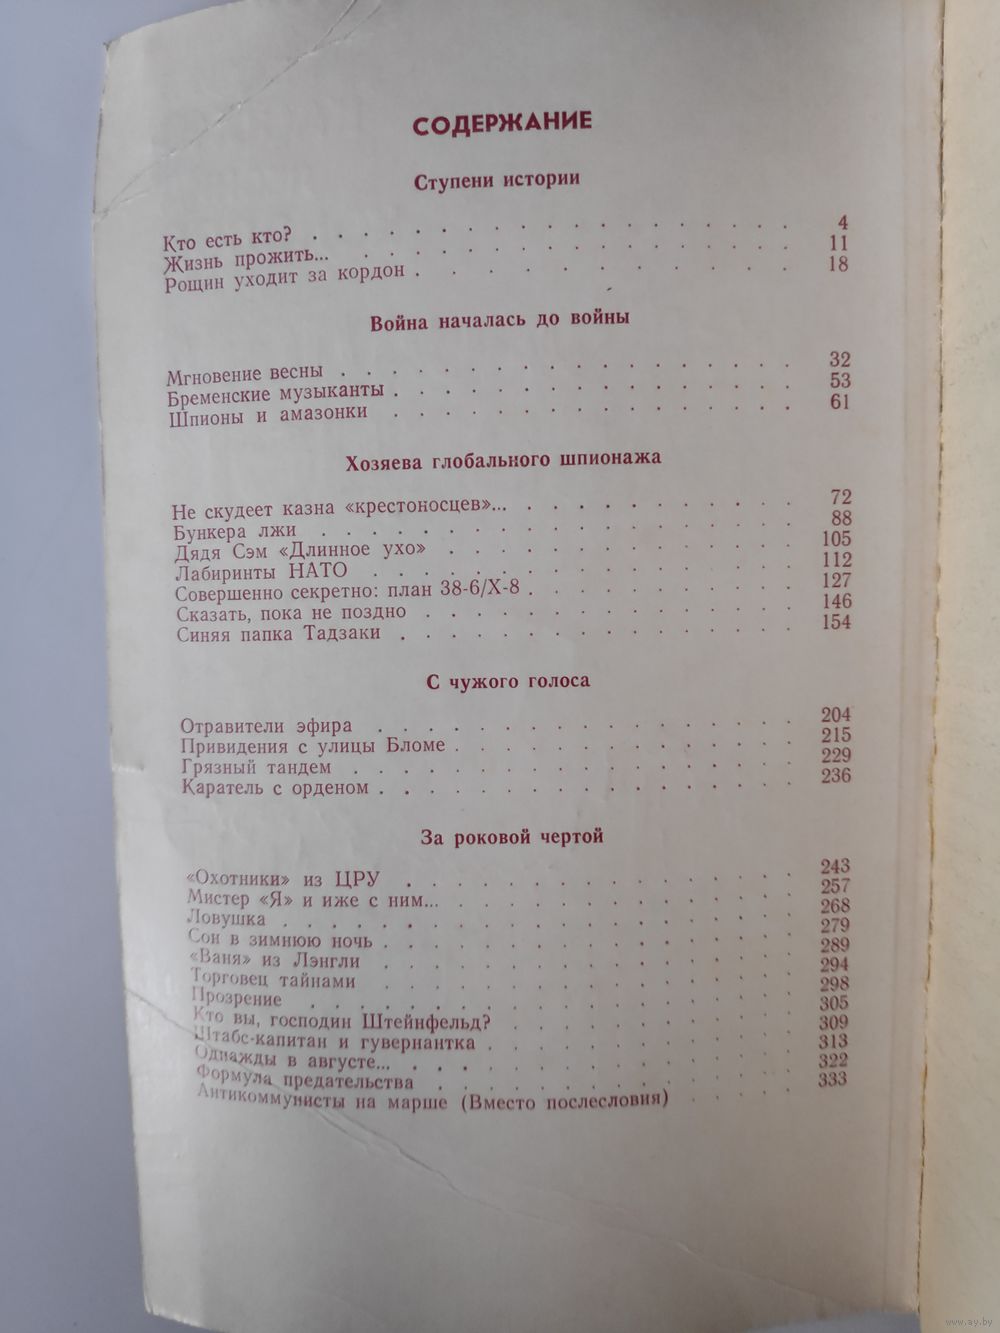 СОДЕРЖАНИЕ
Ступени истории
Кто есть кто? . . . . . . . . . . . . . . . . . . 4
Жизнь прожить... . . . . . . . . . . . . . . . . . 11
Рощин уходит за кордон . . . . . . . . . . . 18
Война началась до войны
Мгновение весны . . . . . . . . . . . . . . . . . 32
Бременские музыканты . . . . . . . . . . . . . . 53
Шпионы и амазонки . . . . . . . . . . . . . . 61
Хозяева глобального шпионажа
Не скудеет казна «крестоносцев»... . . . . . . . . . . 72
Бункера лжи . . . . . . . . . . . . . . . . . 88
Дядя Сэм «Длинное ухо» . . . . . . . . . . . . 105
Лабиринты НАТО . . . . . . . . . . . . . . . 112
Совершенно секретно: план 38-6/Х-8 . . . . . . . . . . 127
Сказать, пока не поздно . . . . . . . . . . . . . 146
Синяя папка Тадзаки . . . . . . . . . . . . . . 154
С чужого голоса
Отравители эфира . . . . . . . . . . . . . . . 204
Привидения с улицы Бломе . . . . . . . . . . . . 215
Грязный тандем . . . . . . . . . . . . . . . . 229
Каратель с орденом . . . . . . . . . . . . . . . 236
За роковой чертой
«Охотники» из ЦРУ . . . . . . . . . . . . . . 243
Мистер «Я» и иже с ним... . . . . . . . . . . . . 257
Ловушка . . . . . . . . . . . . . . . . . . 268
Сон в зимнюю ночь . . . . . . . . . . . . . . . 279
«Ваня» из Лэнгли . . . . . . . . . . . . . . . 289
Торговец тайнами . . . . . . . . . . . . . . . 294
Прозрение . . . . . . . . . . . . . . . . . 298
Кто вы, господин Штейнфельд? . . . . . . . . . . 305
Штабс-капитан и гувернантка . . . . . . . . . . . 309
Однажды в августе... . . . . . . . . . . . . . . 313
Формула предательства . . . . . . . . . . . . . 322
Антикоммунисты на марше (Вместо послесловия) . . . . . 333
www.ay.by